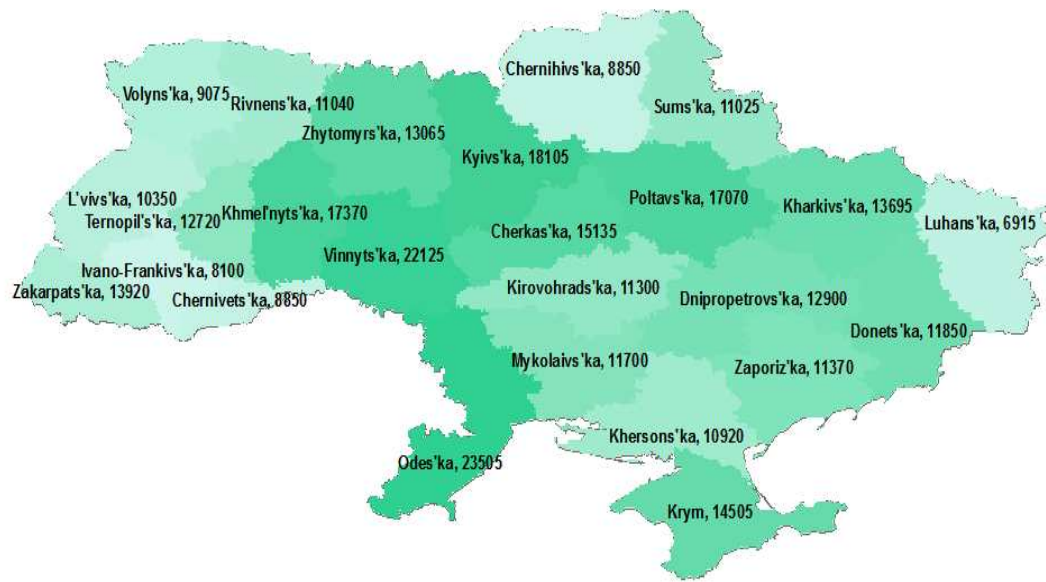 Chernihivs'ka, 8850
Volyns'ka, 9075
Rivnens'ka, 11040
Sums'ka, 11025
Zhytomyrs'ka, 13065
Kyivs'ka, 18105
L'vivs'ka, 10350
Ternopil's'ka, 12720
Khmel'nyts'ka, 17370
Poltavs'ka, 17070
Kharkivs'ka, 13695
Luhans'ka, 6915
Cherkas'ka, 15135
Vinnyts'ka, 22125
Ivano-Frankivs'ka, 8100
Zakarpats'ka, 13920
Chernivets'ka, 8850
Kirovohrads'ka, 11300
Dnipropetrovs'ka, 12900
Donets'ka, 11850
Mykolaivs'ka, 11700
Zaporiz'ka, 11370
Khersons'ka, 10920
Odes'ka, 23505
Krym, 14505